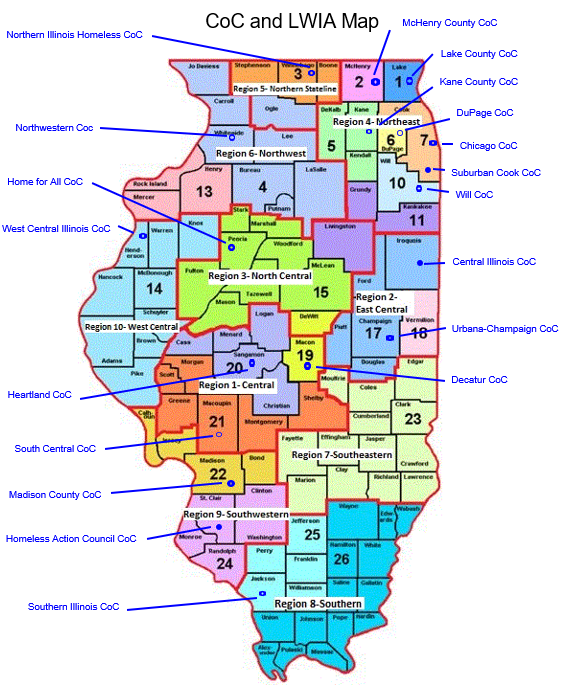 CoC and LWIA Map
McHenry County CoC
Northern Illinois Homeless CoC
Lake County CoC
Kane County CoC
DuPage CoC
Chicago CoC
Suburban Cook CoC
Will CoC
Northwestern Coc
Home for All CoC
West Central Illinois CoC
Central Illinois CoC
Urbana-Champaign CoC
Decatur CoC
Heartland CoC
South Central CoC
Madison County CoC
Homeless Action Council CoC
Southern Illinois CoC
Jo Daviess
Stephenson
Winnebago
Boone
McHenry
Lake
3
2
1
Region 5- Northern Stateline
Carroll
Ogle
DeKalb
Kane
Cook
Region 4- Northeast
Whiteside
Lee
5
6
DuPage
7
Region 6- Northwest
Kendall
Will
10
Rock Island
Henry
Bureau
LaSalle
Mercer
13
4
Putnam
Grundy
Kankakee
11
Stark
Knox
Marshall
Livingston
Warren
Peoria
Woodford
Iroquois
Hend-
erson
Hancock
McDonough
Fulton
Region 3-North Central
McLean
14
Tazewell
15
Ford
Mason
Region 2-
East Central
Schuyler
Logan
DeWitt
Region 10- West Central
Brown
Cass
Menard
Piatt
Champaign
Vermilion
17
18
Macon
19
Adams
Pike
Morgan
Sangamon
20
Douglas
Edgar
Scott
Region 1-Central
Moultrie
Coles
Greene
Christian
Shelby
Macoupin
21
Montgomery
Cumberland
Clark
23
Cal-
houn
Jersey
Fayette
Effingham
Jasper
Madison
Bond
Region 7-Southeastern
22
Clay
Crawford
Richland
Lawrence
St. Clair
Clinton
Marion
Wayne
Edw
ards
Wabash
Region 9- Southwestern
Jefferson
25
Monroe
Washington
Randolph
24
Perry
Franklin
Hamilton
White
26
Jackson
Williamson
Saline
Gallatin
Region 8-Southern
Union
Johnson
Pope
Hardin
Alex-
ander
Pulaski
Massac